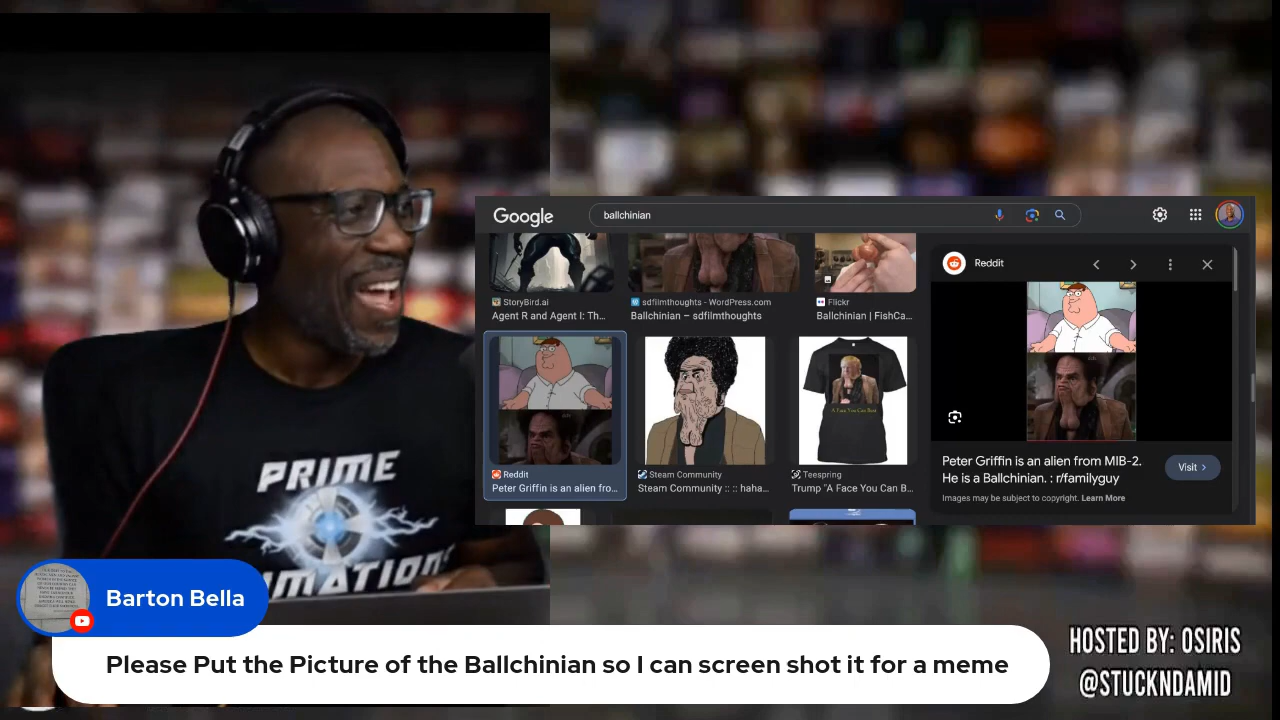 Google
ballchinian
StoryBird.ai
Agent R and Agent I: Th...
sdfilmthoughts - WordPress.com
Ballchinian – sdfilmthoughts
Flickr
Ballchinian | FishCa...
Reddit
Peter Griffin is an alien fro...
Steam Community
Steam Community :: :: haha...
A Face You Can Beat
Teespring
Trump "A Face You Can B...
Reddit
Peter Griffin is an alien from MIB-2.
He is a Ballchinian. : r/familyguy
Visit
Images may be subject to copyright. Learn More
PRIME
Barton Bella
Please Put the Picture of the Ballchinian so I can screen shot it for a meme
HOSTED BY: OSIRIS
@STUCKNDAMID